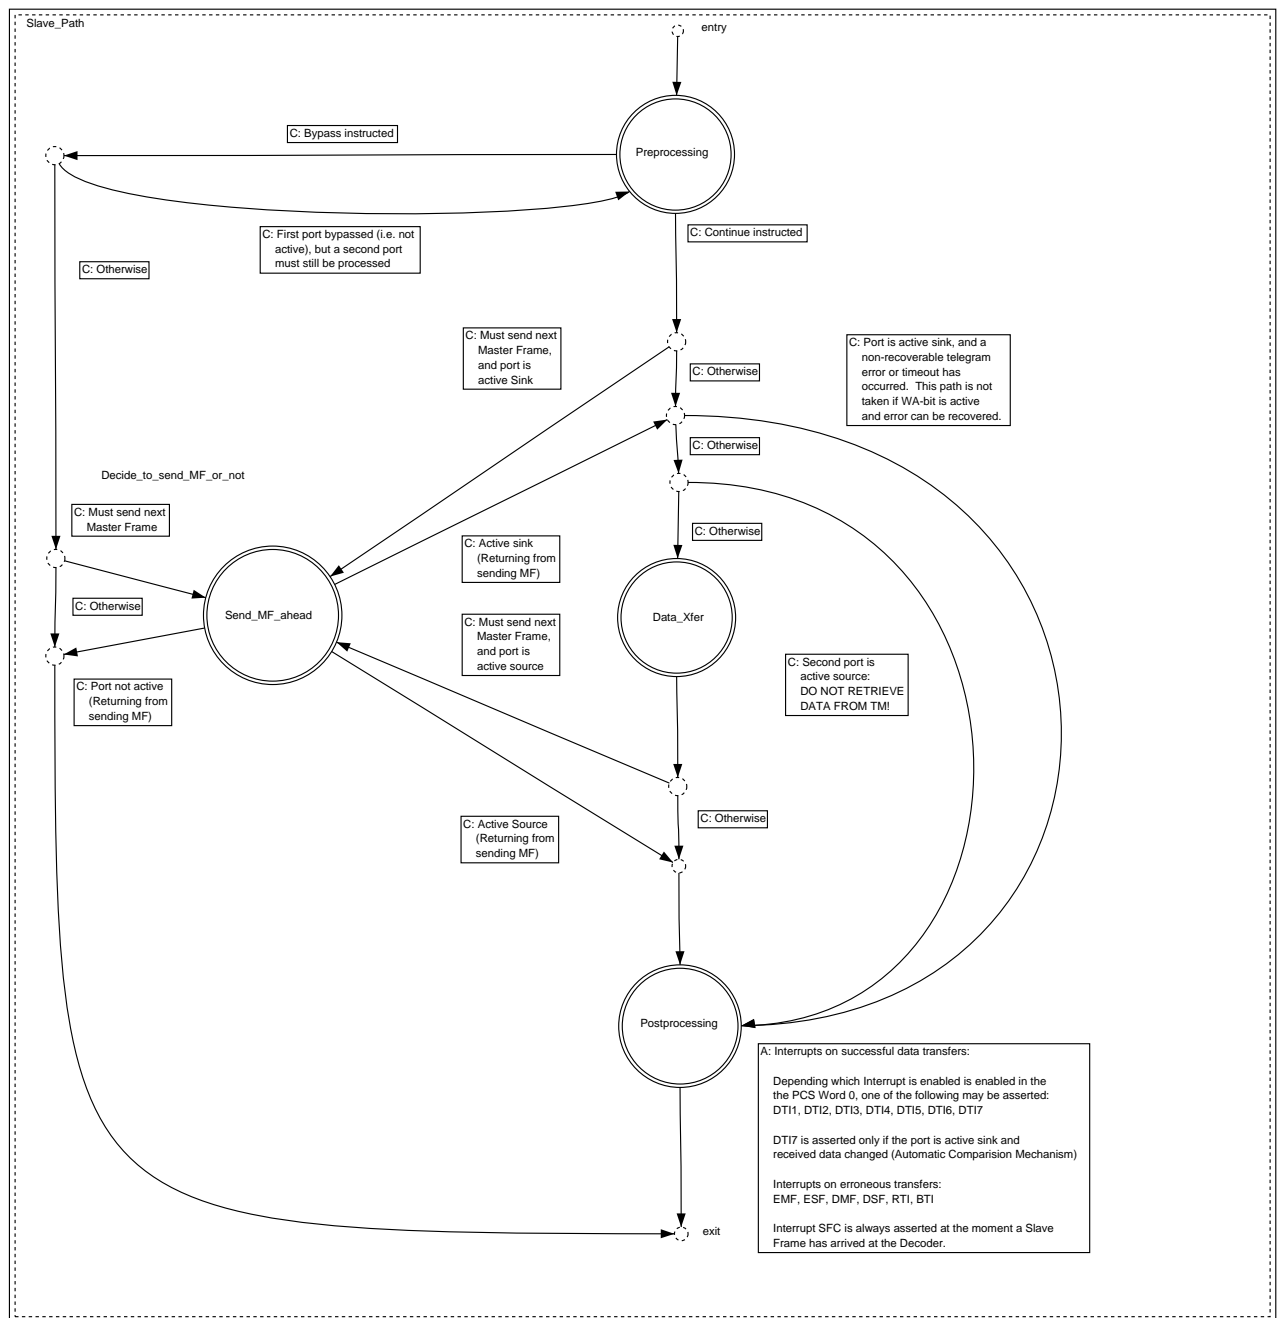 Slave_Path
entry
C: Bypass instructed
Preprocessing
C: First port bypassed (i.e. not
active), but a second port
must still be processed
C: Continue instructed
C: Otherwise
C: Must send next
Master Frame,
and port is
active Sink
C: Otherwise
C: Port is active sink, and a
non-recoverable telegram
error or timeout has
occurred. This path is not
taken if WA-bit is active
and error can be recovered.
C: Otherwise
Decide_to_send_MF_or_not
C: Must send next
Master Frame
C: Active sink
(Returning from
sending MF)
C: Otherwise
C: Otherwise
Send_MF_ahead
C: Must send next
Master Frame,
and port is
active source
Data_Xfer
C: Port not active
(Returning from
sending MF)
C: Second port is
active source:
DO NOT RETRIEVE
DATA FROM TM!
C: Active Source
(Returning from
sending MF)
C: Otherwise
Postprocessing
A: Interrupts on successful data transfers:
Depending which Interrupt is enabled is enabled in the
the PCS Word 0, one of the following may be asserted:
DTI1, DTI2, DTI3, DTI4, DTI5, DTI6, DTI7
DTI7 is asserted only if the port is active sink and
received data changed (Automatic Comparision Mechanism)
Interrupts on erroneous transfers:
EMF, ESF, DMF, DSF, RTI, BTI
Interrupt SFC is always asserted at the moment a Slave
Frame has arrived at the Decoder.
exit